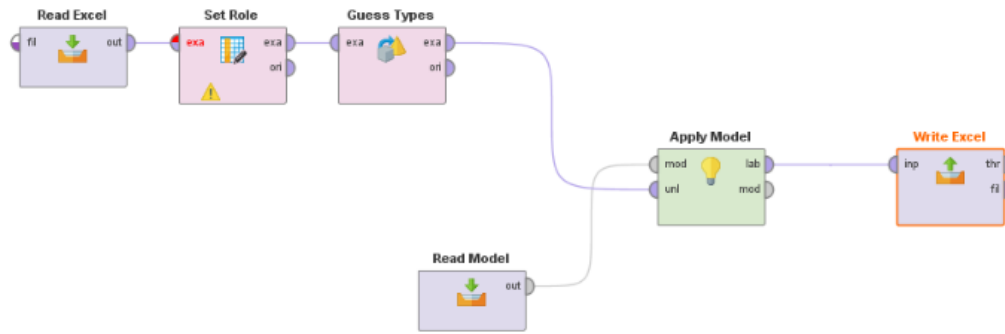 Read Excel
fil
out
Set Role
exa
exa
ori
Guess Types
exa
exa
ori
Apply Model
mod
lab
unl
mod
Write Excel
inp
thr
fil
Read Model
out